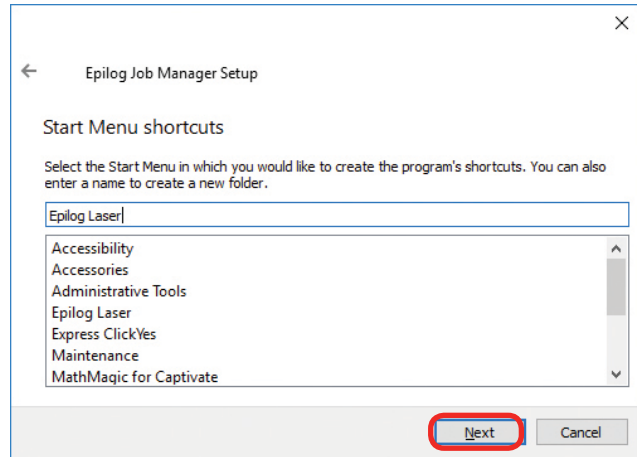 Epilog Job Manager Setup
Start Menu shortcuts
Select the Start Menu in which you would like to create the program's shortcuts. You can also
enter a name to create a new folder.
Epilog Laser
Accessibility
Accessories
Administrative Tools
Epilog Laser
Express ClickYes
Maintenance
MathMagic for Captivate
Next
Cancel